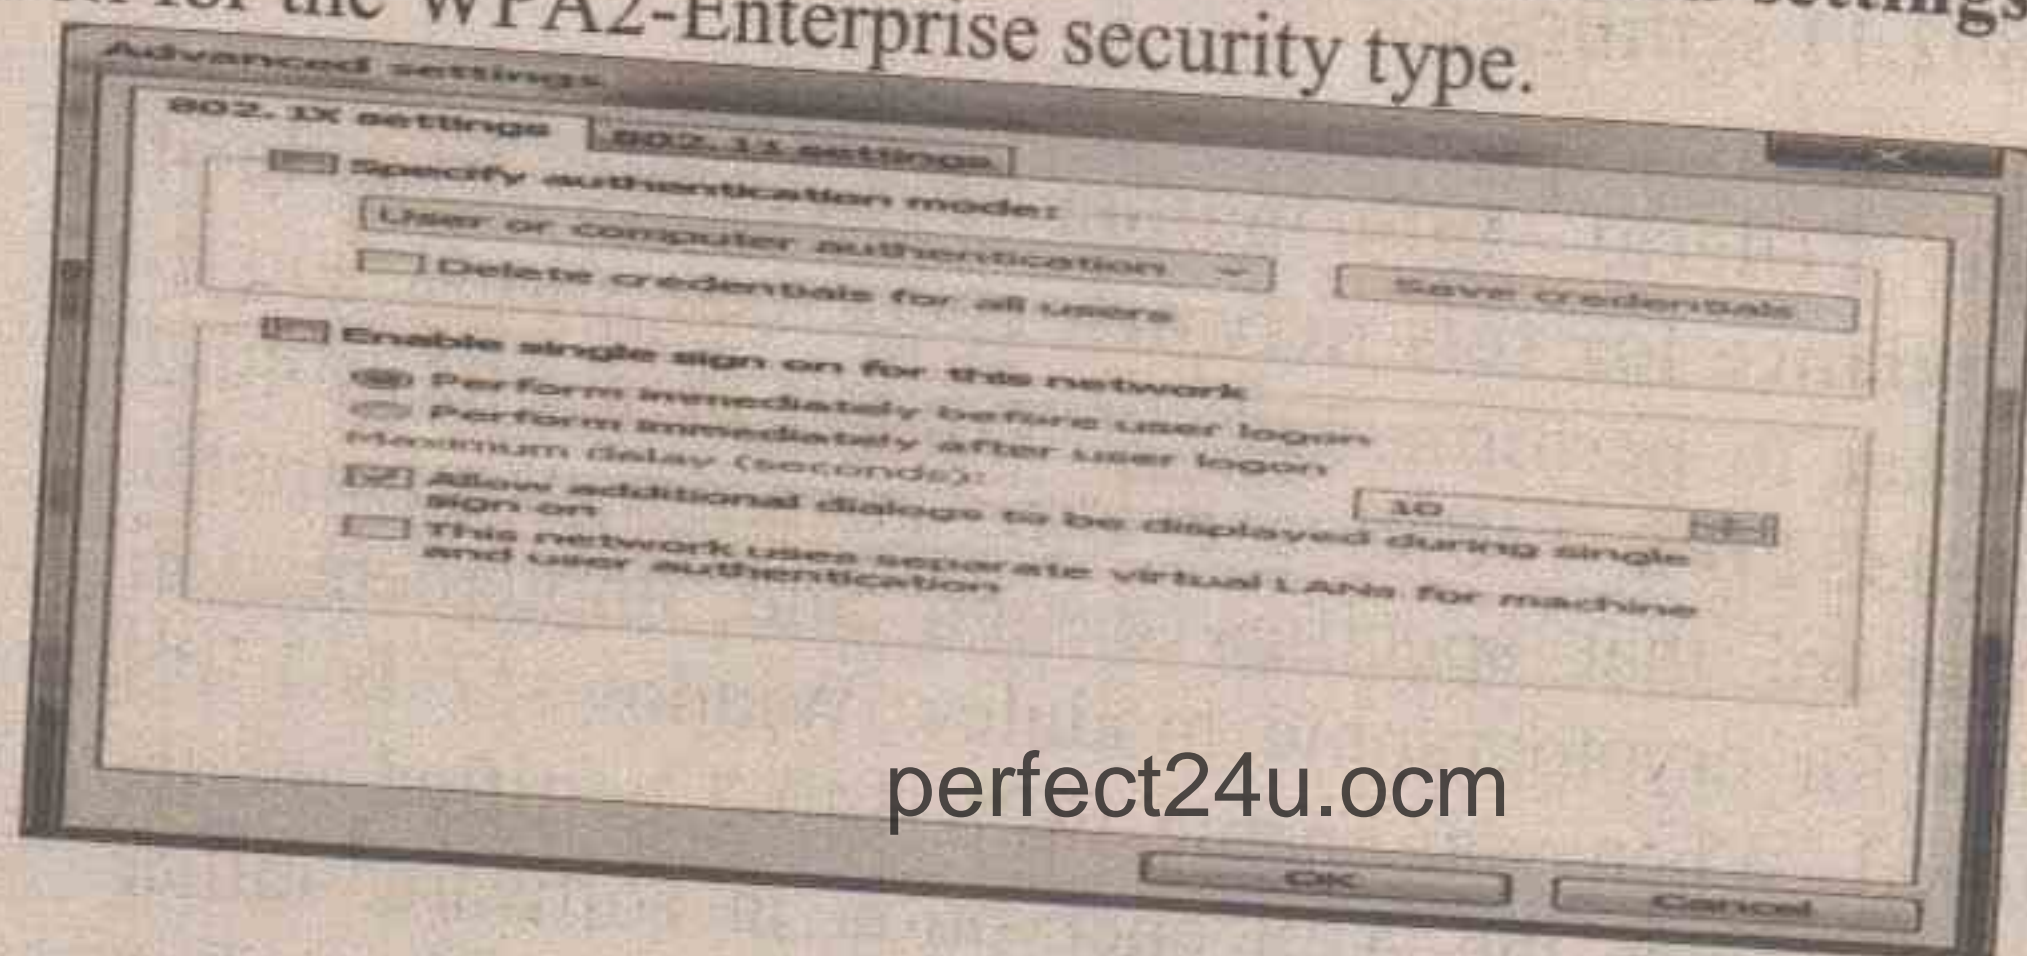 for the WPA2-Enterprise security type.
settings
Advanced settings
802.1X settings
802.11 settings
Specify authentication mode:
User or computer authentication
Save credentials
Delete credentials for all users
Enable single sign on for this network
Perform immediately before user logon
Perform immediately after user logon
Maximum delay (seconds):
10
Allow additional dialogs to be displayed during single
sign on
This network uses separate virtual LANs for machine
and user authentication
perfect24u.ocm
OK
Cancel